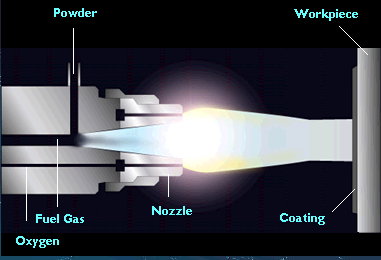 Powder
Workpiece
Nozzle
Coating
Fuel Gas
Oxygen